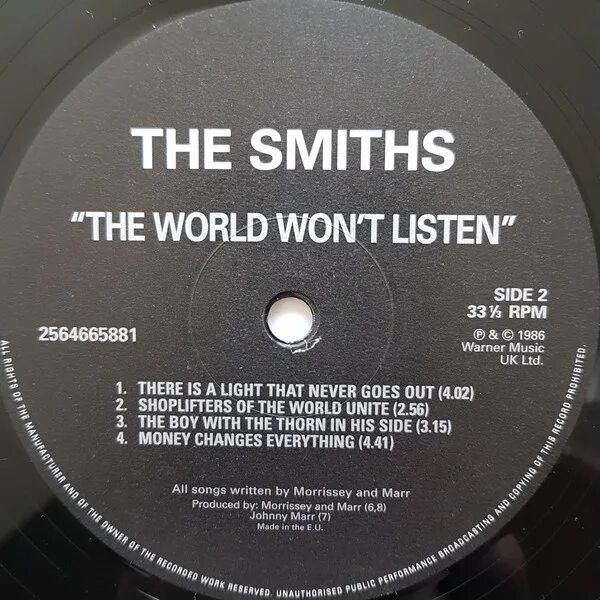 THE SMITHS
"THE WORLD WON'T LISTEN"
SIDE 2
33 ⅓ RPM
2564665881
℗ & © 1986
Warner Music
UK Ltd.
1. THERE IS A LIGHT THAT NEVER GOES OUT (4.02)
2. SHOPLIFTERS OF THE WORLD UNITE (2.56)
3. THE BOY WITH THE THORN IN HIS SIDE (3.15)
4. MONEY CHANGES EVERYTHING (4.41)
All songs written by Morrissey and Marr
Produced by: Morrissey and Marr (6,8)
Johnny Marr (7)
Made in the E.U.
ALL RIGHTS OF THE MANUFACTURER AND OF THE OWNER OF THE RECORDED WORK RESERVED. UNAUTHORISED PUBLIC PERFORMANCE BROADCASTING AND COPYING OF THIS RECORD PROHIBITED.